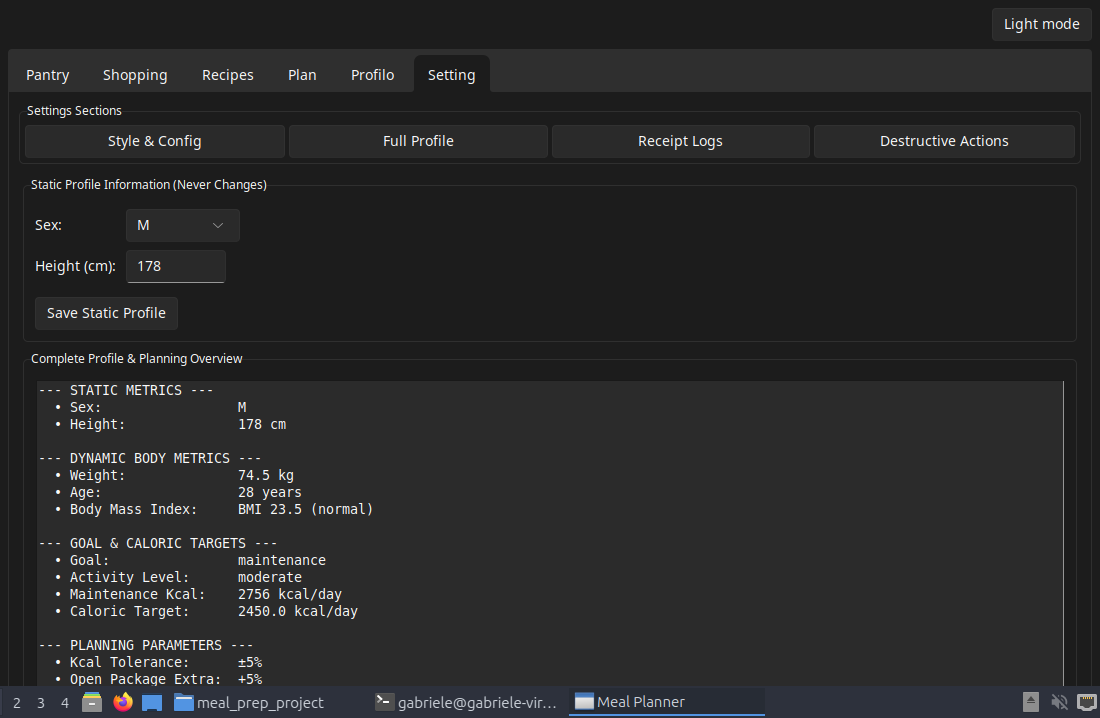 Light mode
Pantry Shopping Recipes Plan Profilo Setting
Settings Sections
Style & Config Full Profile Receipt Logs Destructive Actions
Static Profile Information (Never Changes)
Sex: M
Height (cm): 178
Save Static Profile
Complete Profile & Planning Overview
--- STATIC METRICS ---
• Sex: M
• Height: 178 cm
--- DYNAMIC BODY METRICS ---
• Weight: 74.5 kg
• Age: 28 years
• Body Mass Index: BMI 23.5 (normal)
--- GOAL & CALORIC TARGETS ---
• Goal: maintenance
• Activity Level: moderate
• Maintenance Kcal: 2756 kcal/day
• Caloric Target: 2450.0 kcal/day
--- PLANNING PARAMETERS ---
• Kcal Tolerance: ±5%
• Open Package Extra: +5%
2 3 4 meal_prep_project gabriele@gabriele-vir... Meal Planner